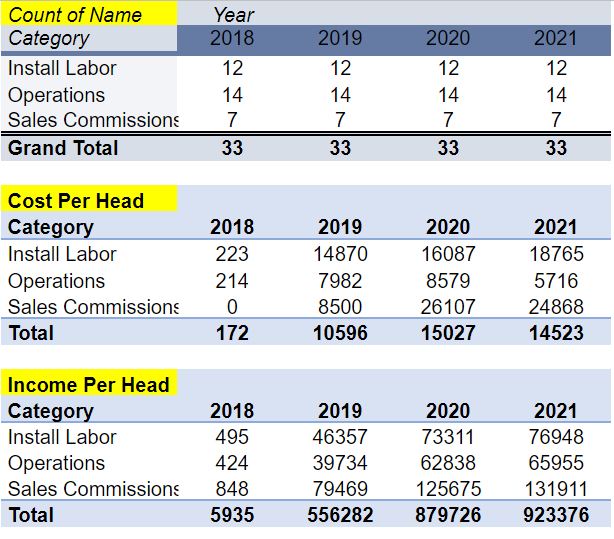 Count of Name Year
Category 2018 2019 2020 2021
Install Labor 12 12 12 12
Operations 14 14 14 14
Sales Commissions 7 7 7 7
Grand Total 33 33 33 33
Cost Per Head
Category 2018 2019 2020 2021
Install Labor 223 14870 16087 18765
Operations 214 7982 8579 5716
Sales Commissions 0 8500 26107 24868
Total 172 10596 15027 14523
Income Per Head
Category 2018 2019 2020 2021
Install Labor 495 46357 73311 76948
Operations 424 39734 62838 65955
Sales Commissions 848 79469 125675 131911
Total 5935 556282 879726 923376